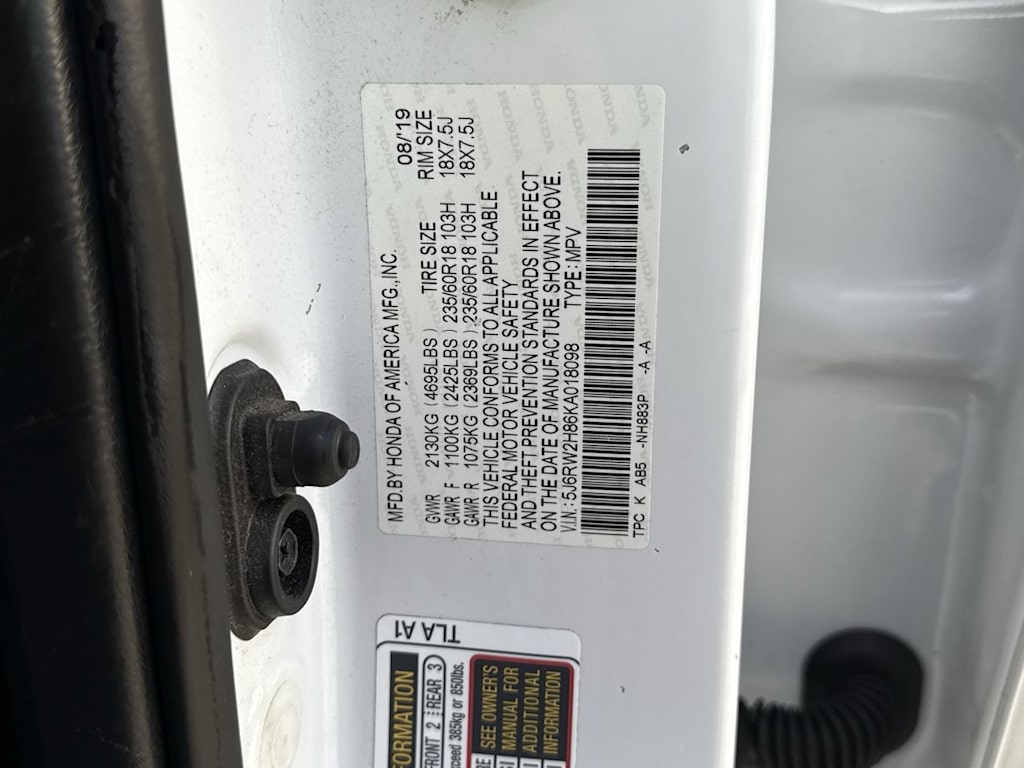 MFD.BY HONDA OF AMERICA MFG.,INC. 08/'19
GVWR 2130KG (4695LBS) TIRE SIZE RIM SIZE
GAWR F 1100KG (2425LBS) 235/60R18 103H 18X7.5J
GAWR R 1075KG (2369LBS) 235/60R18 103H 18X7.5J
THIS VEHICLE CONFORMS TO ALL APPLICABLE
FEDERAL MOTOR VEHICLE SAFETY
AND THEFT PREVENTION STANDARDS IN EFFECT
ON THE DATE OF MANUFACTURE SHOWN ABOVE.
V.I.N.: 5J6RW2H86KA018098 TYPE: MPV
TPC K AB5 -NH883P -A -A
TLA A1
FRONT 2 REAR 3
385kg or 850lbs.
SEE OWNER'S
MANUAL FOR
ADDITIONAL
INFORMATION